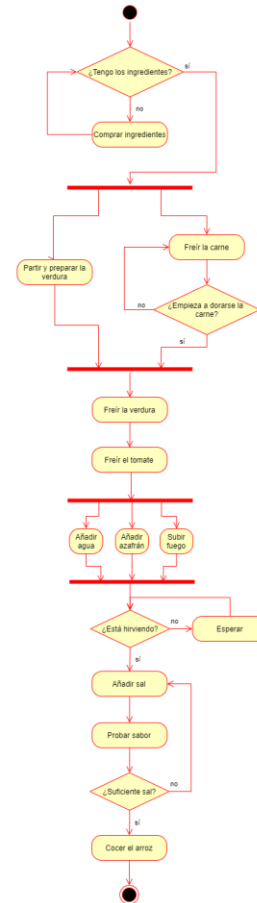 ¿Tengo los ingredientes?
sí
no
Comprar ingredientes
Freír la carne
Partir y preparar la
verdura
¿Empieza a dorarse la
carne?
no
sí
Freír la verdura
Freír el tomate
Añadir
agua
Añadir
azafrán
Subir
fuego
¿Está hirviendo?
no
Esperar
sí
Añadir sal
Probar sabor
¿Suficiente sal?
no
sí
Cocer el arroz